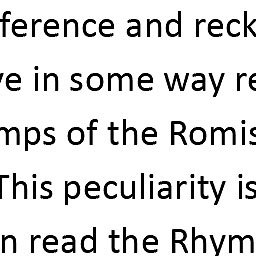 ference and reck
ve in some way re
mps of the Romis
This peculiarity is
n read the Rhym